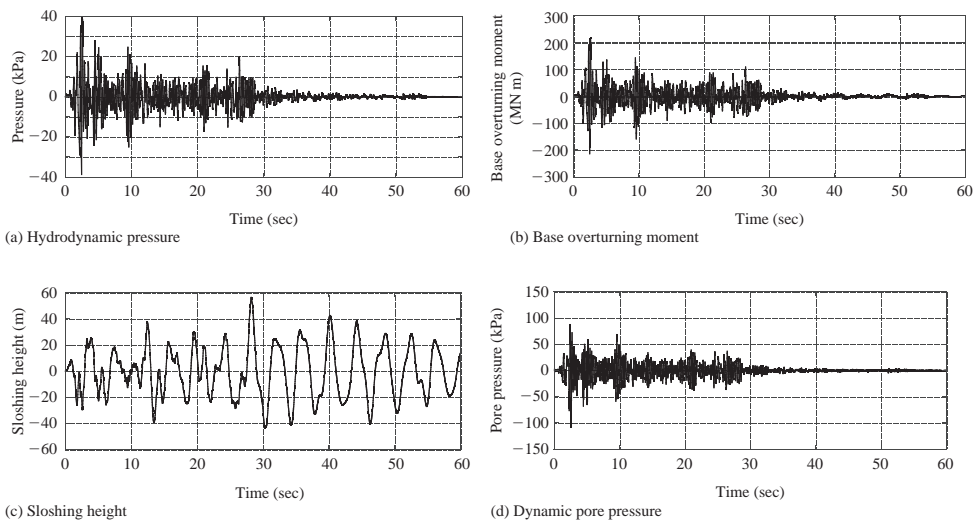 40
20
0
−20
−40
Pressure (kPa)
0 10 20 30 40 50 60
Time (sec)
(a) Hydrodynamic pressure
300
200
100
0
−100
−200
−300
Base overturning moment
(MN m)
0 10 20 30 40 50 60
Time (sec)
(b) Base overturning moment
60
40
20
0
−20
−40
−60
Sloshing height (m)
0 10 20 30 40 50 60
Time (sec)
(c) Sloshing height
150
100
50
0
−50
−100
−150
Pore pressure (kPa)
0 10 20 30 40 50 60
Time (sec)
(d) Dynamic pore pressure